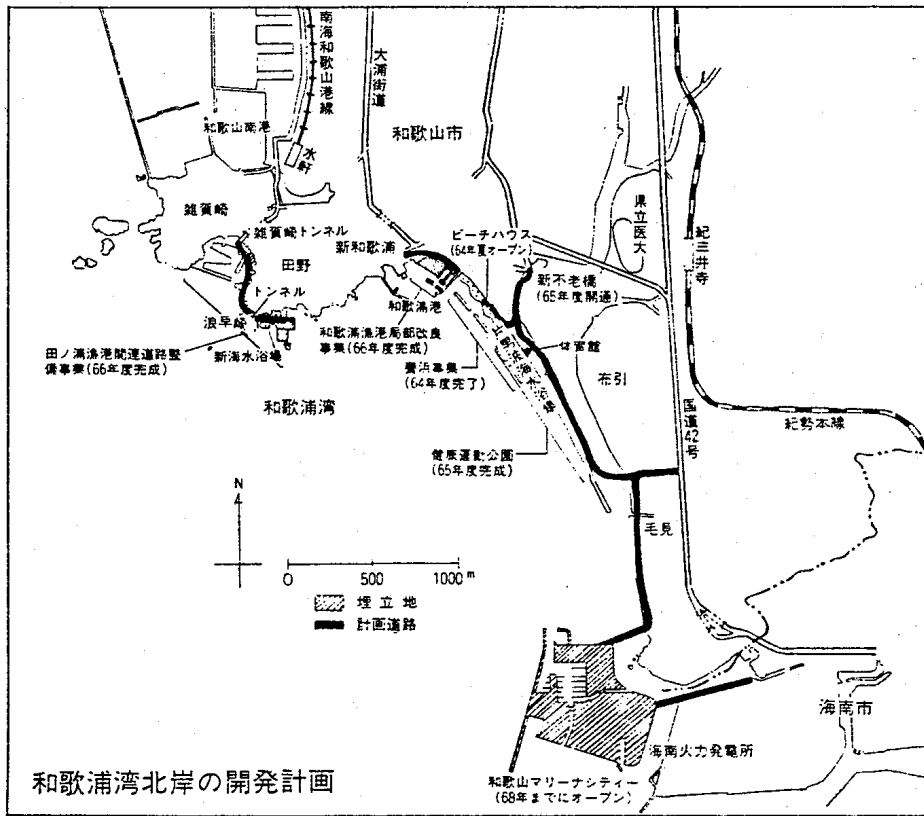 南海和歌山港線
大浦街道
和歌山市
和歌山南港
水軒
雑賀崎
雑賀崎トンネル
田野
新和歌浦
ビーチハウス
(64年夏オープン)
県立医大
紀三井寺
新不老橋
(65年度開通)
トンネル
浪早崎
和歌浦漁港
新海水浴場
田ノ浦漁港関連道路整
備事業(66年度完成)
和歌浦漁港局部改良
事業(66年度完成)
養浜事業
(64年度完了)
体育館
布引
国道42号
紀勢本線
和歌浦湾
健康運動公園
(65年度完成)
毛見
N
0 500 1000m
埋立地
計画道路
海南市
海南火力発電所
和歌山マリーナシティー
(68年までにオープン)
和歌浦湾北岸の開発計画